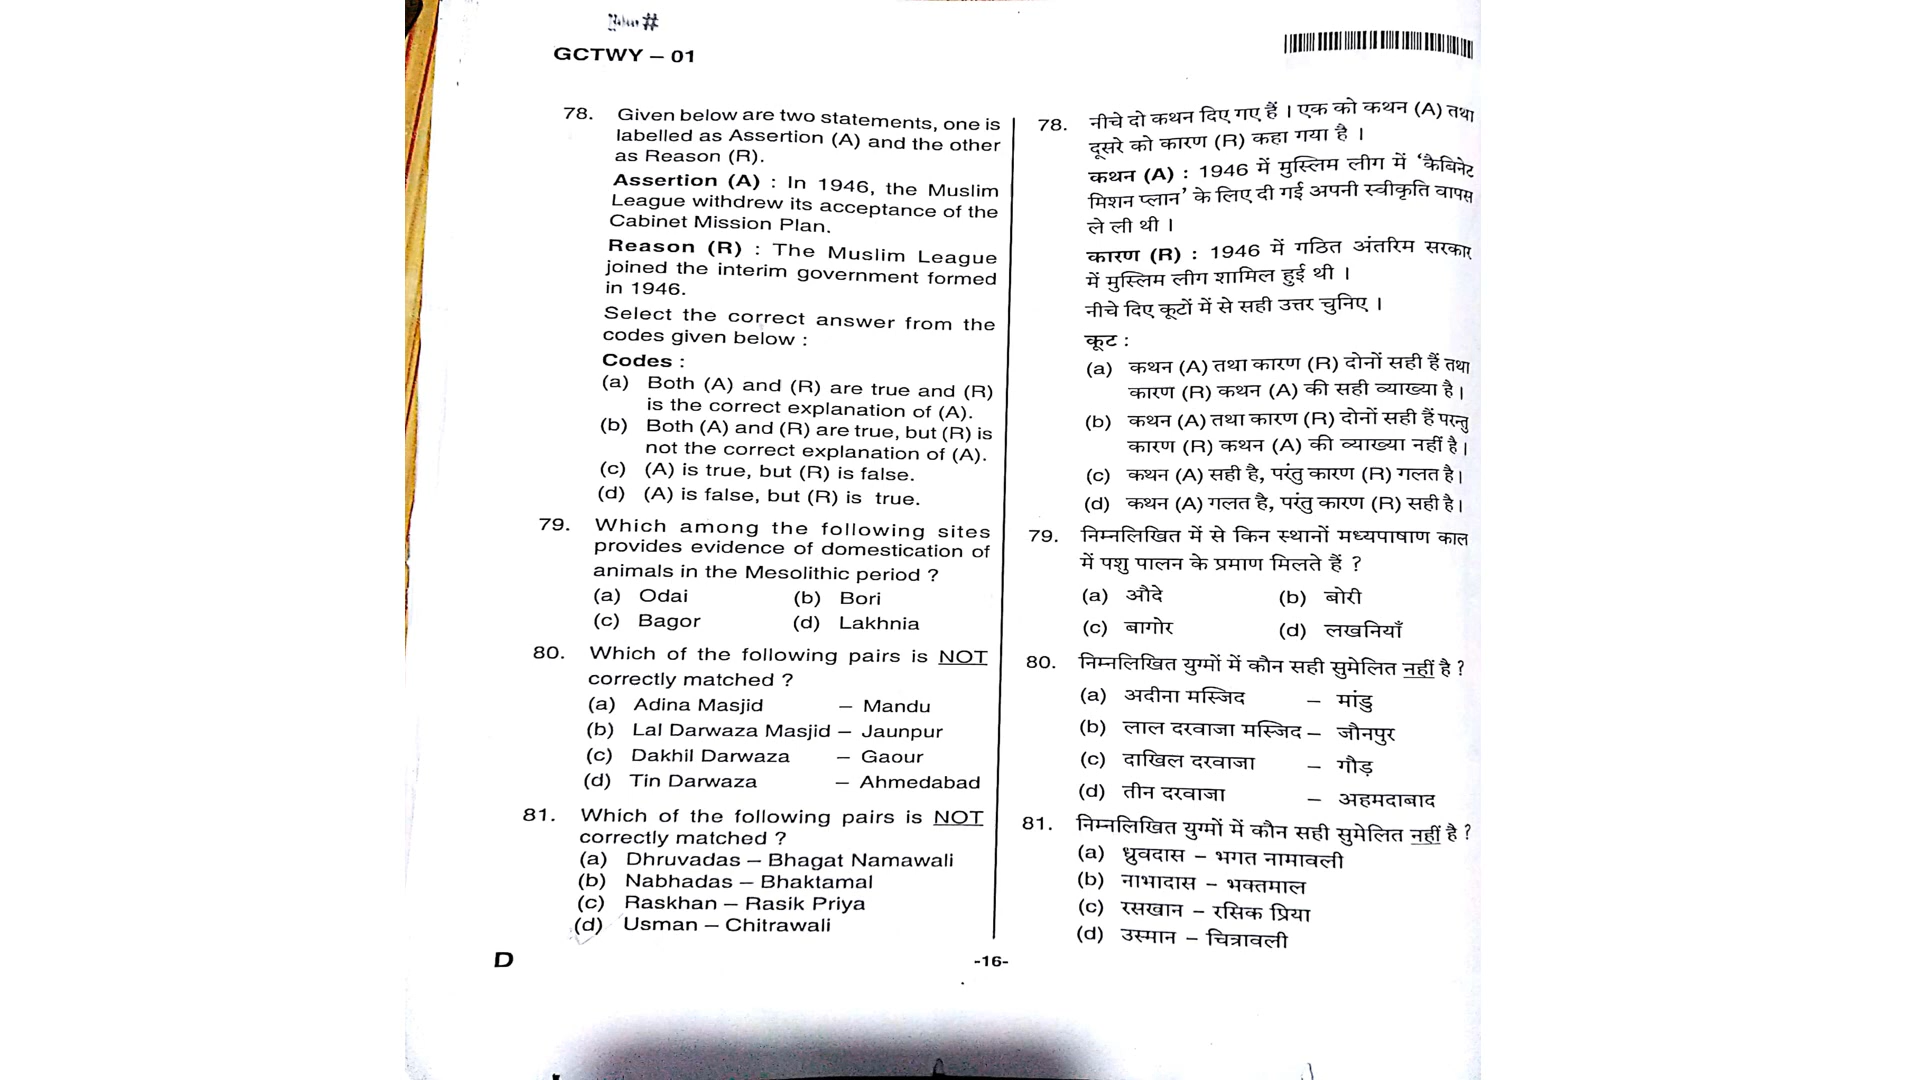 GCTWY – 01
78. Given below are two statements, one is
labelled as Assertion (A) and the other
as Reason (R).
Assertion (A) : In 1946, the Muslim
League withdrew its acceptance of the
Cabinet Mission Plan.
Reason (R) : The Muslim League
joined the interim government formed
in 1946.
Select the correct answer from the
codes given below :
Codes :
(a) Both (A) and (R) are true and (R)
is the correct explanation of (A).
(b) Both (A) and (R) are true, but (R) is
not the correct explanation of (A).
(c) (A) is true, but (R) is false.
(d) (A) is false, but (R) is true.
79. Which among the following sites
provides evidence of domestication of
animals in the Mesolithic period ?
(a) Odai (b) Bori
(c) Bagor (d) Lakhnia
80. Which of the following pairs is NOT
correctly matched ?
(a) Adina Masjid – Mandu
(b) Lal Darwaza Masjid – Jaunpur
(c) Dakhil Darwaza – Gaour
(d) Tin Darwaza – Ahmedabad
81. Which of the following pairs is NOT
correctly matched ?
(a) Dhruvadas – Bhagat Namawali
(b) Nabhadas – Bhaktamal
(c) Raskhan – Rasik Priya
(d) Usman – Chitrawali
78. नीचे दो कथन दिए गए हैं । एक को कथन (A) तथा
दूसरे को कारण (R) कहा गया है ।
कथन (A) : 1946 में मुस्लिम लीग में 'कैबिनेट
मिशन प्लान' के लिए दी गई अपनी स्वीकृति वापस
ले ली थी ।
कारण (R) : 1946 में गठित अंतरिम सरकार
में मुस्लिम लीग शामिल हुई थी ।
नीचे दिए कूटों में से सही उत्तर चुनिए ।
कूट :
(a) कथन (A) तथा कारण (R) दोनों सही हैं तथा
कारण (R) कथन (A) की सही व्याख्या है ।
(b) कथन (A) तथा कारण (R) दोनों सही हैं परन्तु
कारण (R) कथन (A) की व्याख्या नहीं है ।
(c) कथन (A) सही है, परंतु कारण (R) गलत है ।
(d) कथन (A) गलत है, परंतु कारण (R) सही है ।
79. निम्नलिखित में से किन स्थानों मध्यपाषाण काल
में पशु पालन के प्रमाण मिलते हैं ?
(a) औदे (b) बोरी
(c) बागोर (d) लखनियाँ
80. निम्नलिखित युग्मों में कौन सही सुमेलित नहीं है ?
(a) अदीना मस्जिद – मांडु
(b) लाल दरवाजा मस्जिद – जौनपुर
(c) दाखिल दरवाजा – गौड़
(d) तीन दरवाजा – अहमदाबाद
81. निम्नलिखित युग्मों में कौन सही सुमेलित नहीं है ?
(a) ध्रुवदास – भगत नामावली
(b) नाभादास – भक्तमाल
(c) रसखान – रसिक प्रिया
(d) उस्मान – चित्रावली
D -16-